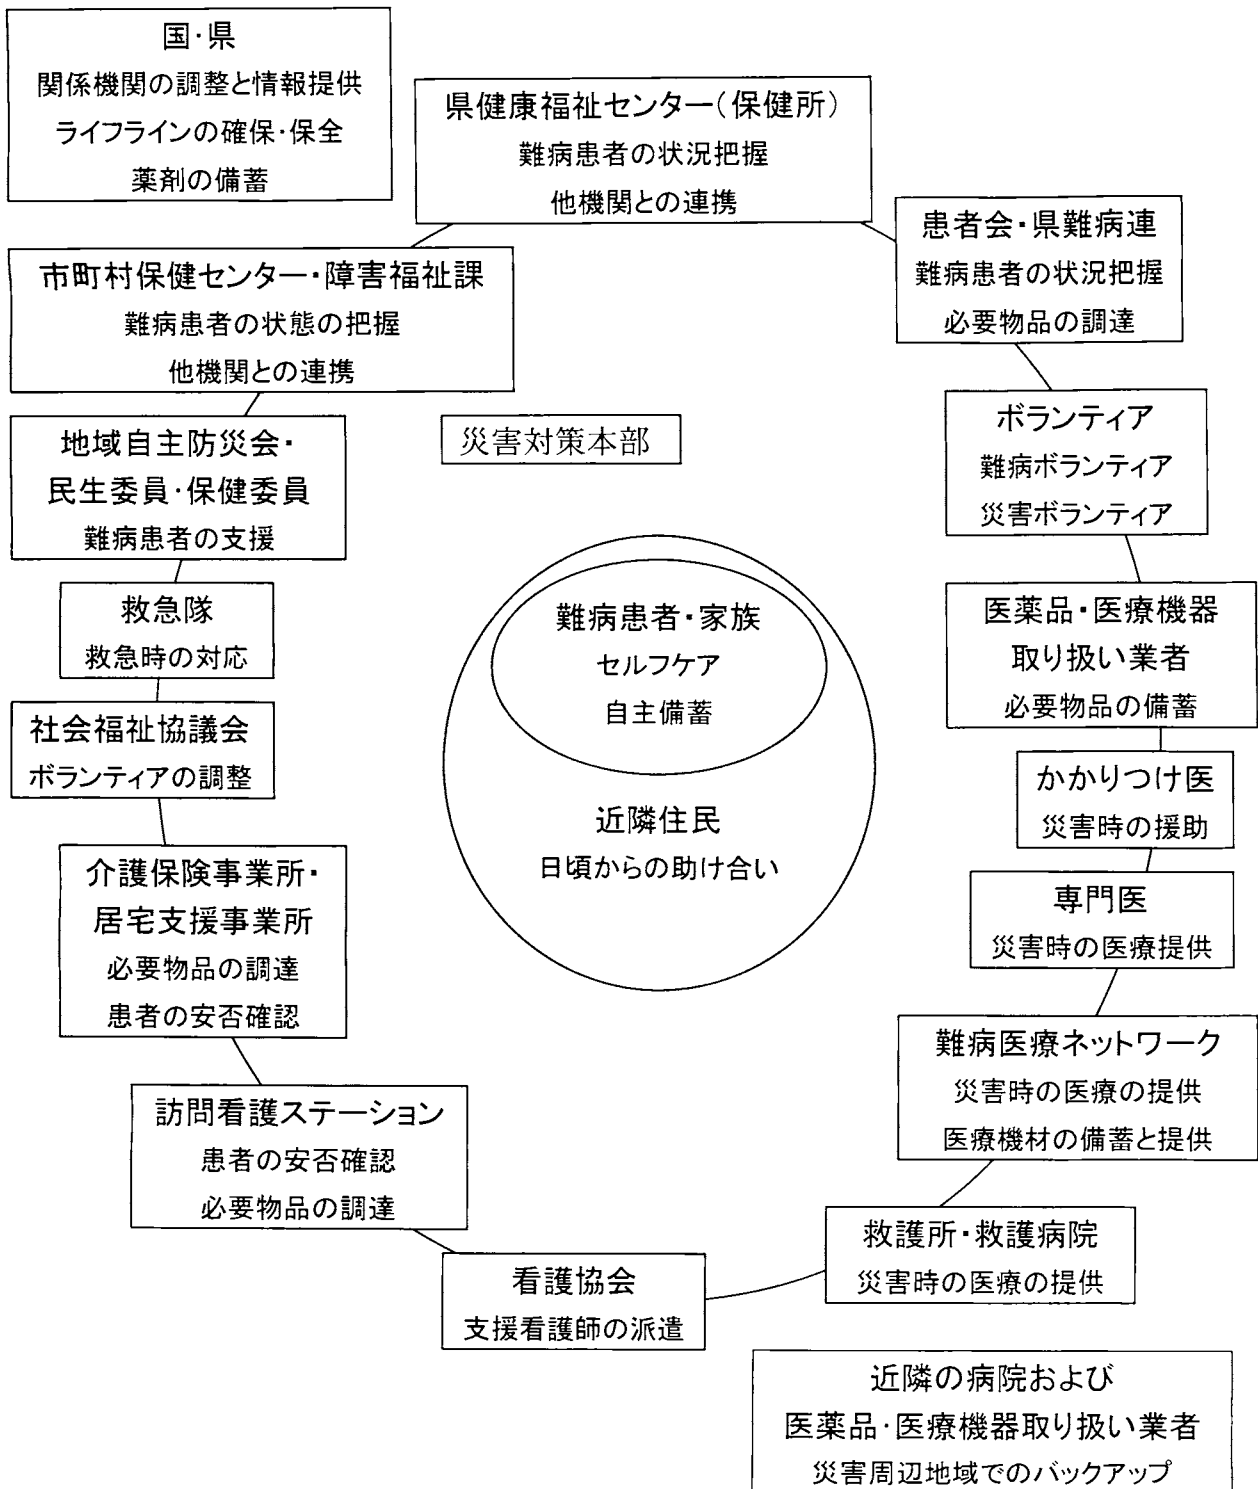 国・県
関係機関の調整と情報提供
ライフラインの確保・保全
薬剤の備蓄
県健康福祉センター（保健所）
難病患者の状況把握
他機関との連携
患者会・県難病連
難病患者の状況把握
必要物品の調達
市町村保健センター・障害福祉課
難病患者の状態の把握
他機関との連携
ボランティア
難病ボランティア
災害ボランティア
地域自主防災会・
民生委員・保健委員
難病患者の支援
災害対策本部
救急隊
救急時の対応
難病患者・家族
セルフケア
自主備蓄
医薬品・医療機器
取り扱い業者
必要物品の備蓄
社会福祉協議会
ボランティアの調整
近隣住民
日頃からの助け合い
かかりつけ医
災害時の援助
介護保険事業所・
居宅支援事業所
必要物品の調達
患者の安否確認
専門医
災害時の医療提供
難病医療ネットワーク
災害時の医療の提供
医療機材の備蓄と提供
訪問看護ステーション
患者の安否確認
必要物品の調達
救護所・救護病院
災害時の医療の提供
看護協会
支援看護師の派遣
近隣の病院および
医薬品・医療機器取り扱い業者
災害周辺地域でのバックアップ